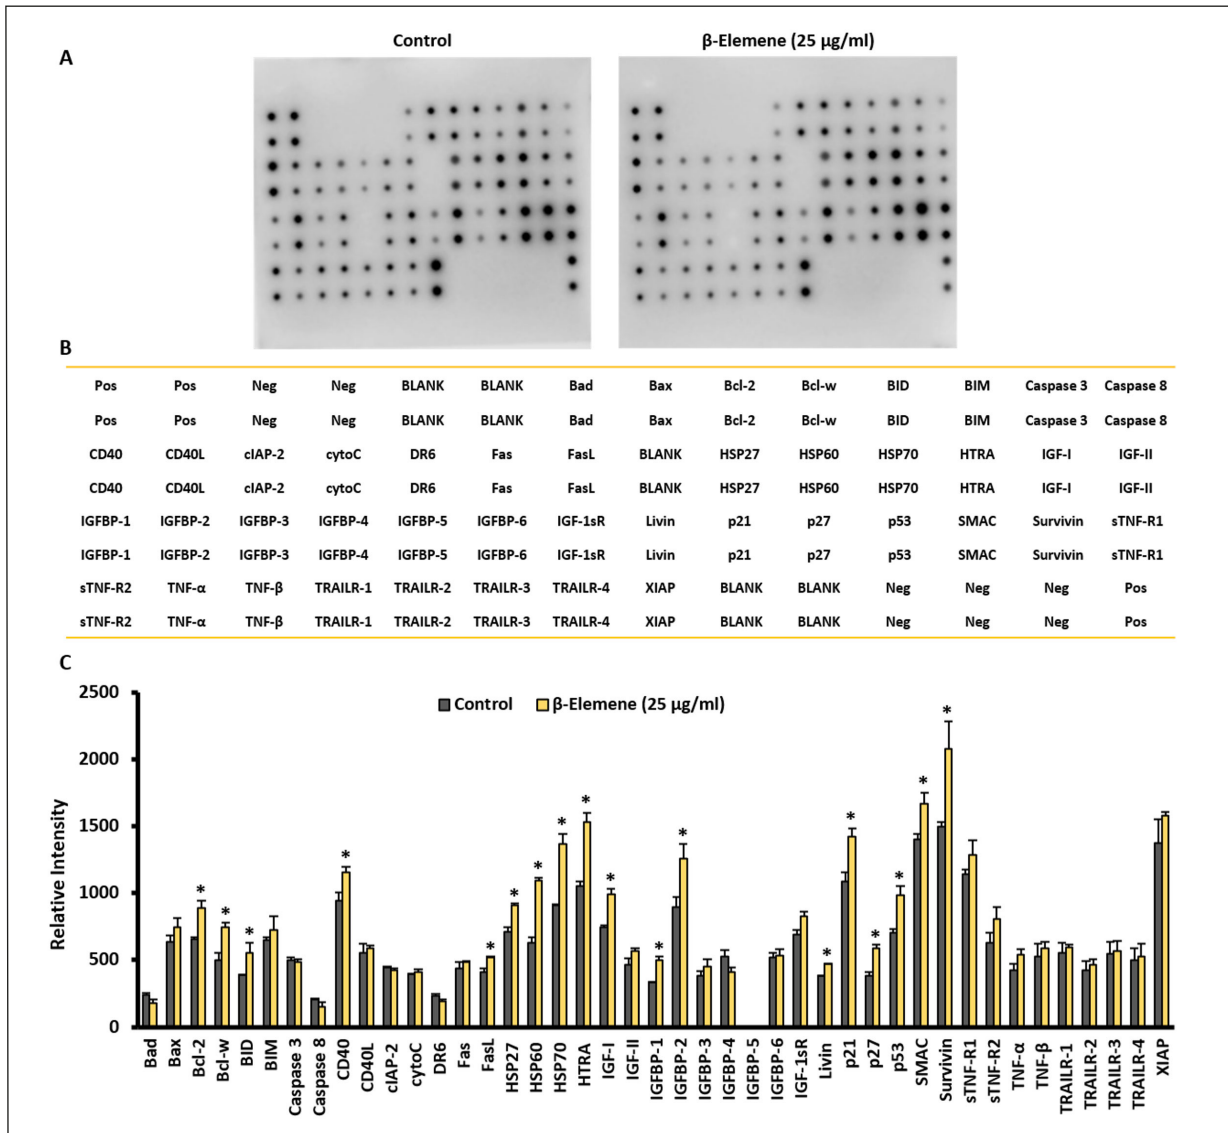 A
Control
β-Elemene (25 μg/ml)
B
Pos Pos Neg Neg BLANK BLANK Bad Bax Bcl-2 Bcl-w BID BIM Caspase 3 Caspase 8
Pos Pos Neg Neg BLANK BLANK Bad Bax Bcl-2 Bcl-w BID BIM Caspase 3 Caspase 8
CD40 CD40L cIAP-2 cytoC DR6 Fas FasL BLANK HSP27 HSP60 HSP70 HTRA IGF-I IGF-II
CD40 CD40L cIAP-2 cytoC DR6 Fas FasL BLANK HSP27 HSP60 HSP70 HTRA IGF-I IGF-II
IGFBP-1 IGFBP-2 IGFBP-3 IGFBP-4 IGFBP-5 IGFBP-6 IGF-1sR Livin p21 p27 p53 SMAC Survivin sTNF-R1
IGFBP-1 IGFBP-2 IGFBP-3 IGFBP-4 IGFBP-5 IGFBP-6 IGF-1sR Livin p21 p27 p53 SMAC Survivin sTNF-R1
sTNF-R2 TNF-α TNF-β TRAILR-1 TRAILR-2 TRAILR-3 TRAILR-4 XIAP BLANK BLANK Neg Neg Neg Pos
sTNF-R2 TNF-α TNF-β TRAILR-1 TRAILR-2 TRAILR-3 TRAILR-4 XIAP BLANK BLANK Neg Neg Neg Pos
C
Control β-Elemene (25 μg/ml)
Relative Intensity
2500
2000
1500
1000
500
0
* * * * * * * * * * * * * * * * * *
Bad
Bax
Bcl-2
Bcl-w
BID
BIM
Caspase 3
Caspase 8
CD40
CD40L
cIAP-2
cytoC
DR6
Fas
FasL
HSP27
HSP60
HSP70
HTRA
IGF-I
IGF-II
IGFBP-1
IGFBP-2
IGFBP-3
IGFBP-4
IGFBP-5
IGFBP-6
IGF-1sR
Livin
p21
p27
p53
SMAC
Survivin
sTNF-R1
sTNF-R2
TNF-α
TNF-β
TRAILR-1
TRAILR-2
TRAILR-3
TRAILR-4
XIAP